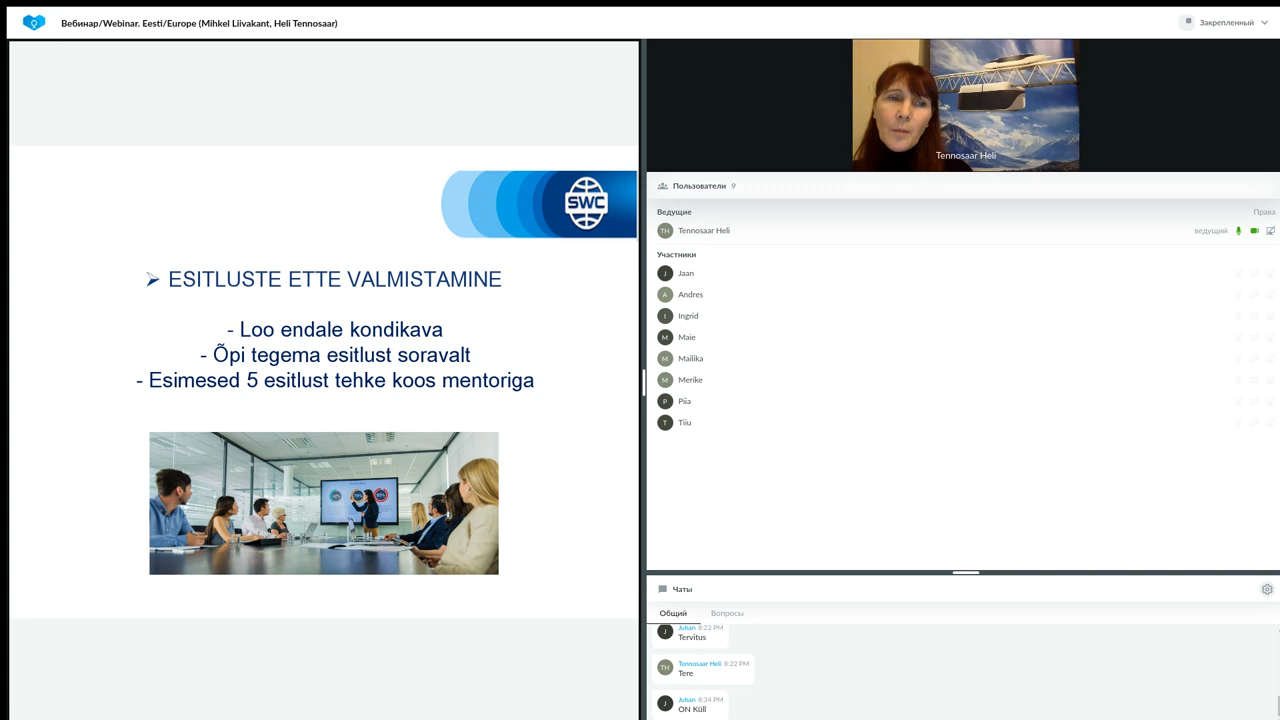 Вебинар/Webinar. Eesti/Europe (Mihkel Liivakant, Heli Tennosaar)
Закрепленный
SWC
➢ ESITLUSTE ETTE VALMISTAMINE
- Loo endale kondikava
- Õpi tegema esitlust soravalt
- Esimesed 5 esitlust tehke koos mentoriga
Tennosaar Heli
Пользователи 9
Ведущие Права
TH Tennosaar Heli ведущий
Участники
J Jaan
A Andres
I Ingrid
M Maie
M Mailika
M Merike
P Piia
T Tiiu
Чаты
Общий Вопросы
J Juhan 8:22 PM
Tervitus
TH Tennosaar Heli 8:22 PM
Tere
J Juhan 8:34 PM
ON Küll